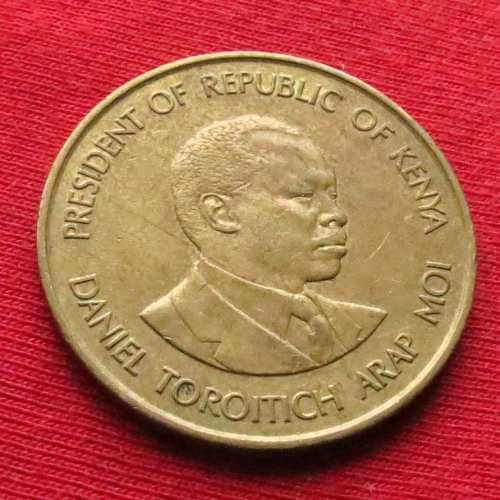 PRESIDENT OF REPUBLIC OF KENYA
DANIEL TOROITICH ARAP MOI